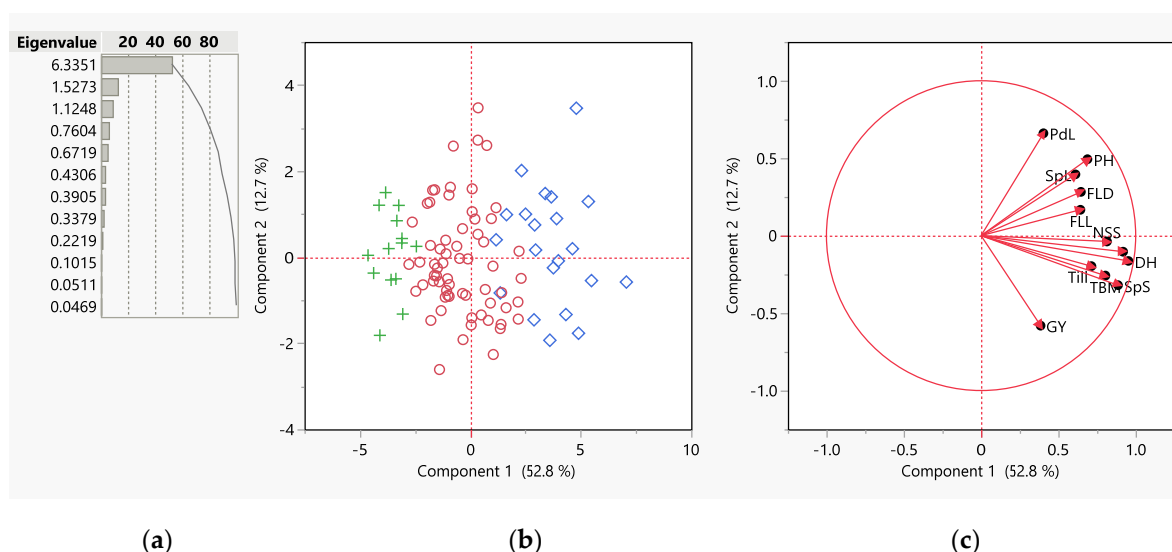 Eigenvalue 20 40 60 80
6.3351
1.5273
1.1248
0.7604
0.6719
0.4306
0.3905
0.3379
0.2219
0.1015
0.0511
0.0469
Component 2 (12.7 %)
4
2
0
-2
-4
-5 0 5 10
Component 1 (52.8 %)
Component 2 (12.7 %)
1.0
0.5
0
-0.5
-1.0
PdL
PH
SpL
FLD
FLL
NSS
DH
Till
TBM SpS
GY
-1.0 -0.5 0 0.5 1.0
Component 1 (52.8 %)
(a) (b) (c)